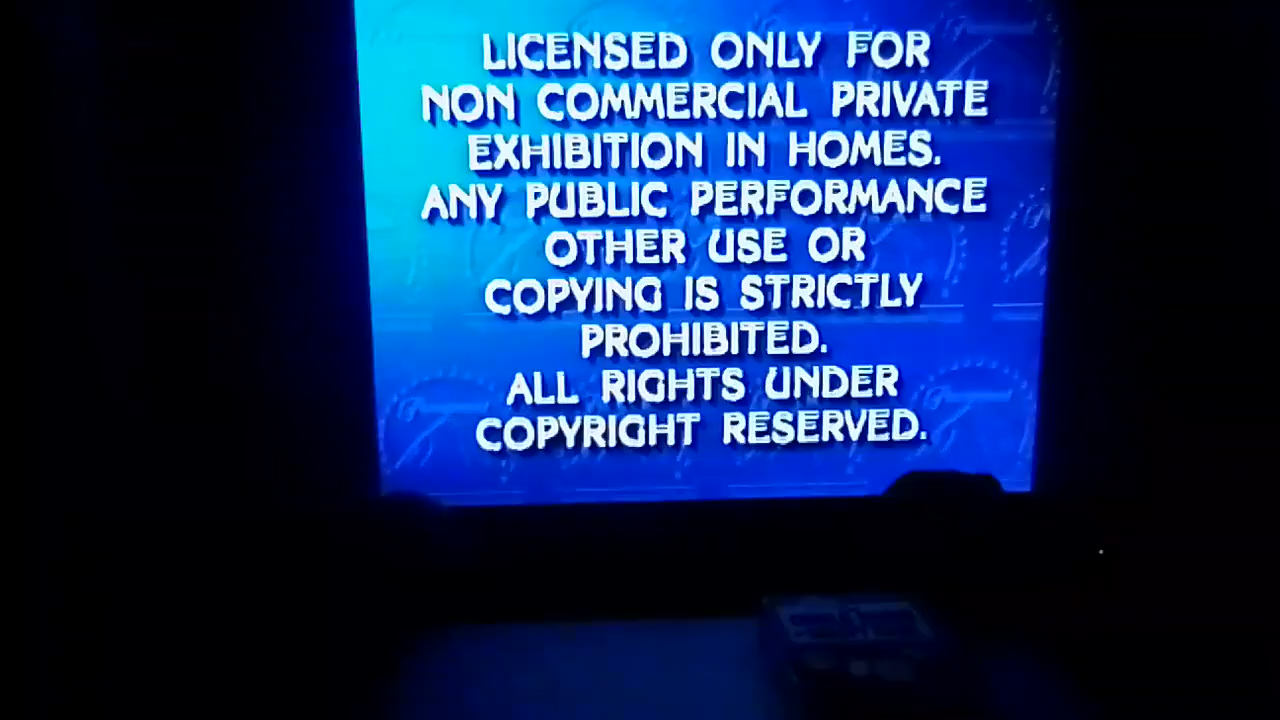 LICENSED ONLY FOR
NON COMMERCIAL PRIVATE
EXHIBITION IN HOMES.
ANY PUBLIC PERFORMANCE
OTHER USE OR
COPYING IS STRICTLY
PROHIBITED.
ALL RIGHTS UNDER
COPYRIGHT RESERVED.